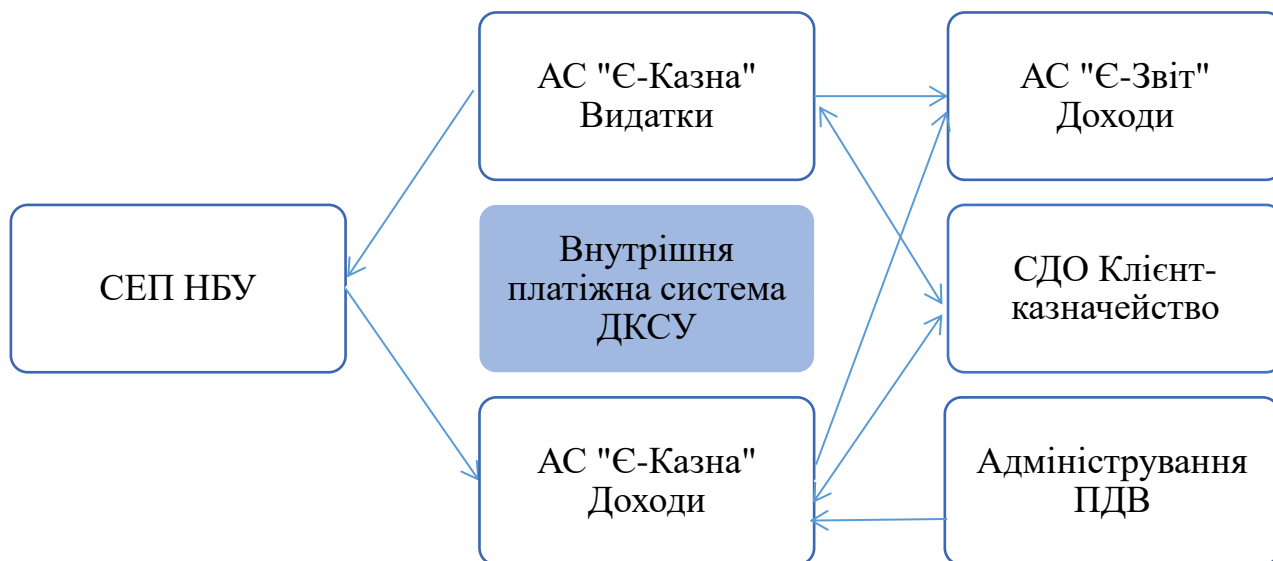 АС "Є-Казна"
Видатки
АС "Є-Звіт"
Доходи
СЕП НБУ
Внутрішня
платіжна система
ДКСУ
СДО Клієнт-
казначейство
АС "Є-Казна"
Доходи
Адміністрування
ПДВ